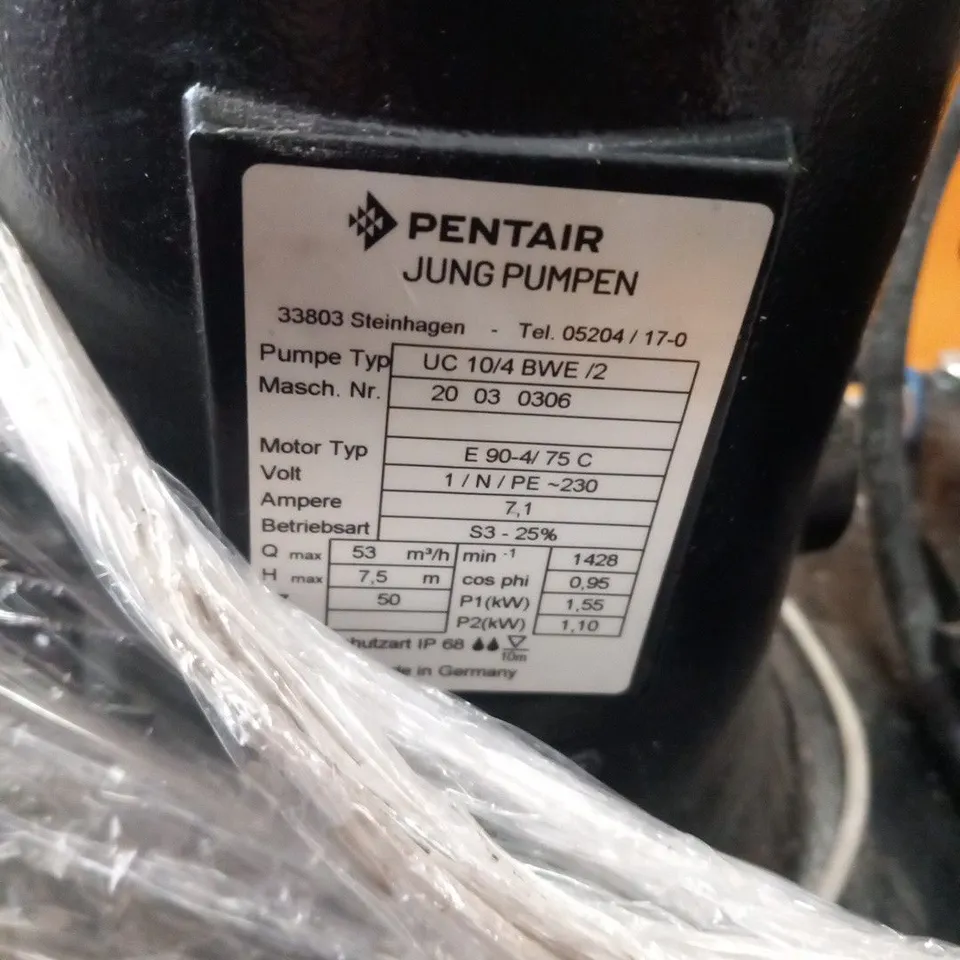 PENTAIR
JUNG PUMPEN
33803 Steinhagen - Tel. 05204 / 17-0
Pumpe Typ UC 10/4 BWE /2
Masch. Nr. 20 03 0306
Motor Typ E 90-4/ 75 C
Volt 1 / N / PE ~230
Ampere 7,1
Betriebsart S3 - 25%
Q max 53 m³/h min -1 1428
H max 7,5 m cos phi 0,95
50 P1(kW) 1,55
P2(kW) 1,10
IP 68 10m
in Germany